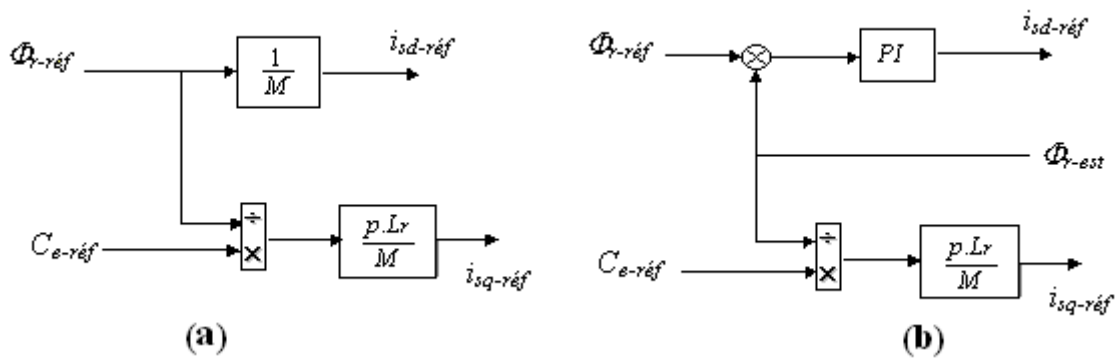 Φr-réf
1
M
isd-réf
Ce-réf
÷
×
p.Lr
M
isq-réf
(a)
Φr-réf
PI
isd-réf
Φr-est
Ce-réf
÷
×
p.Lr
M
isq-réf
(b)